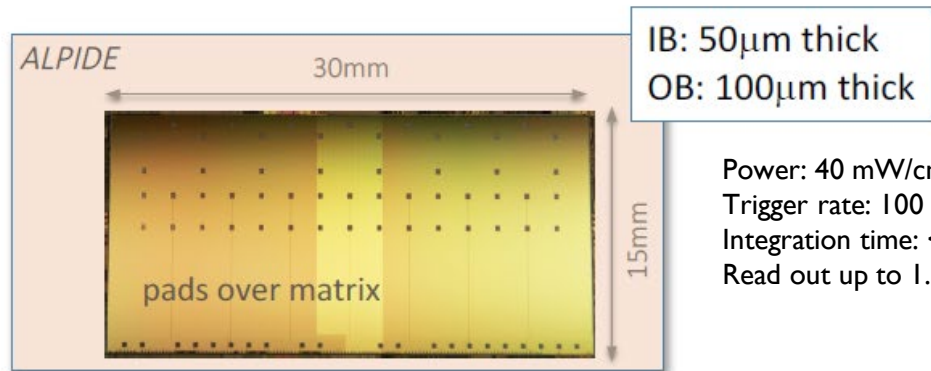 ALPIDE
30mm
IB: 50μm thick
OB: 100μm thick
15mm
pads over matrix
Power: 40 mW/c
Trigger rate: 100
Integration time: <
Read out up to 1.